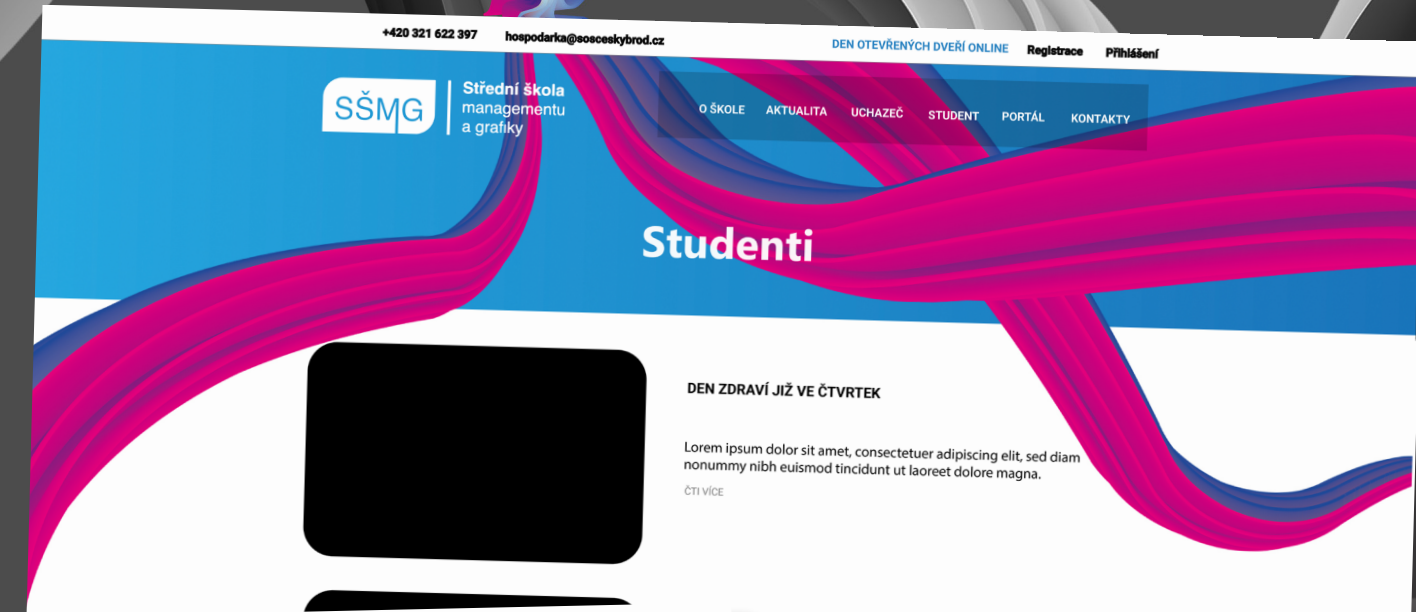 +420 321 622 397
hospodarka@sosceskybrod.cz
DEN OTEVŘENÝCH DVEŘÍ ONLINE
Registrace
Přihlášení
SŠMG
Střední škola
managementu
a grafiky
O ŠKOLE
AKTUALITA
UCHAZEČ
STUDENT
PORTÁL
KONTAKTY
Studenti
DEN ZDRAVÍ JIŽ VE ČTVRTEK
Lorem ipsum dolor sit amet, consectetuer adipiscing elit, sed diam
nonummy nibh euismod tincidunt ut laoreet dolore magna.
ČTI VÍCE